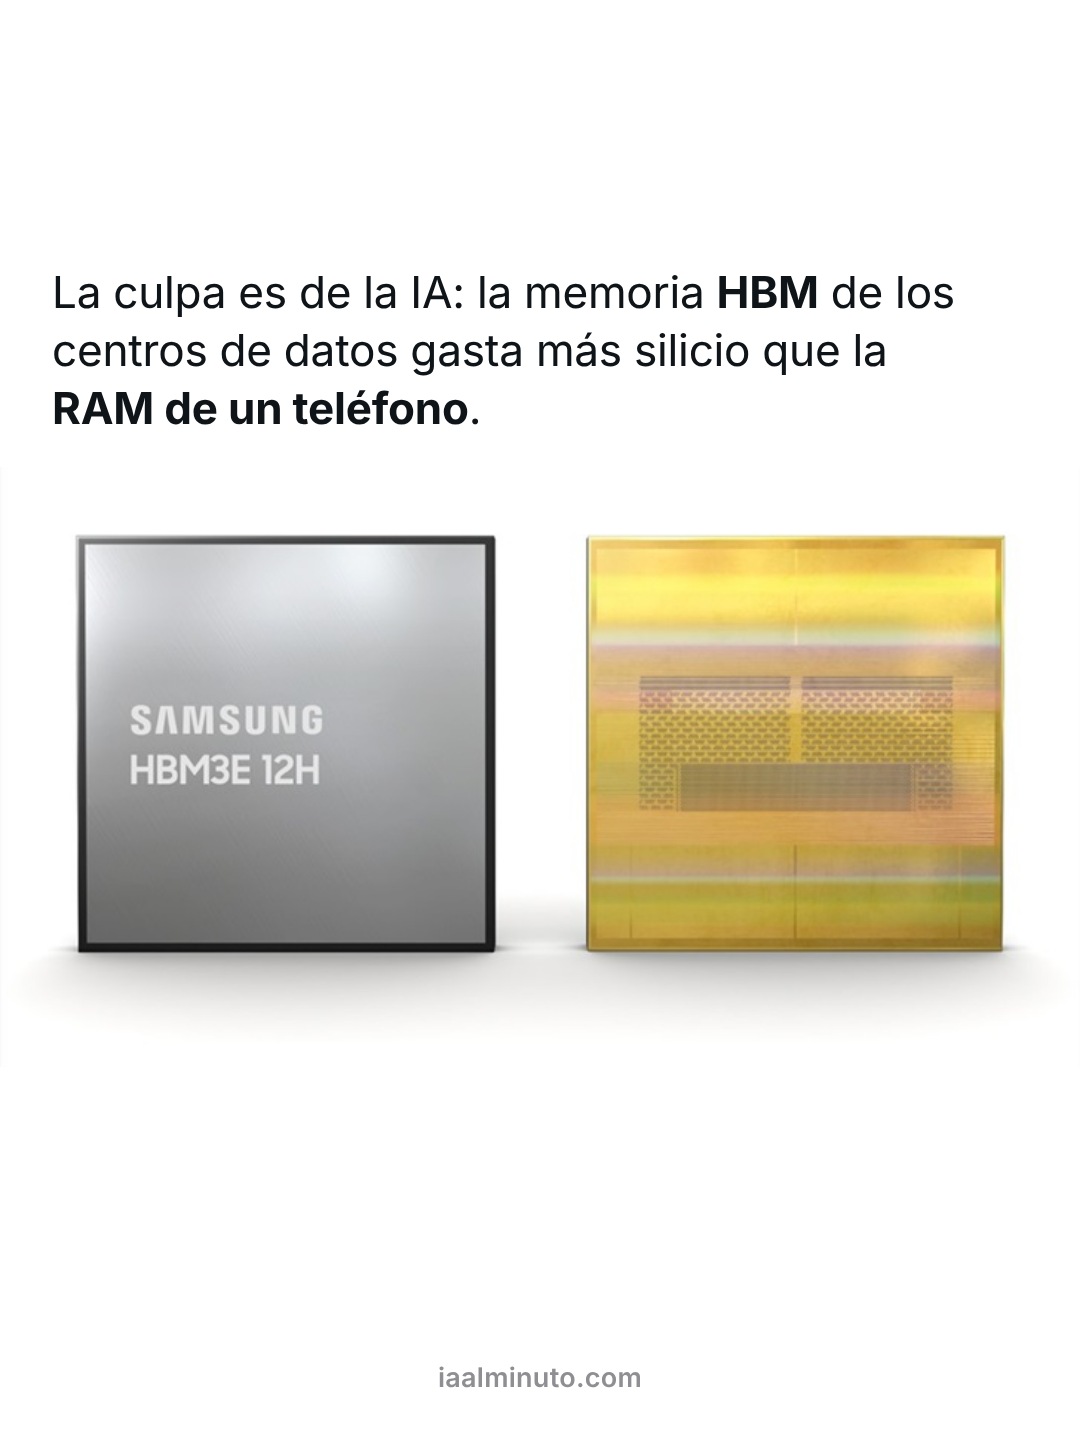 La culpa es de la IA: la memoria HBM de los
centros de datos gasta más silicio que la
RAM de un teléfono.
SAMSUNG
HBM3E 12H
iaalminuto.com